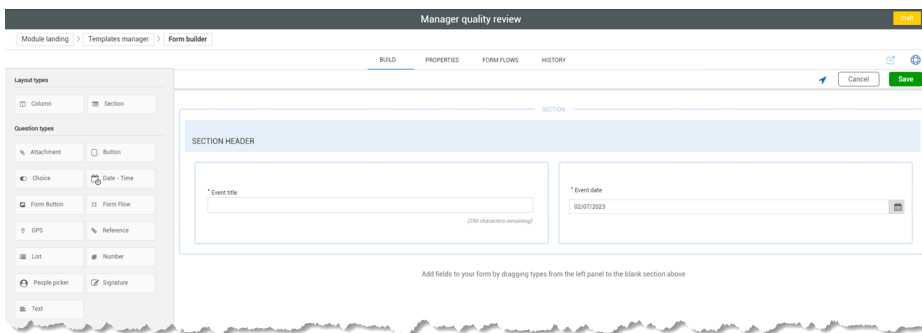 Manager quality review
Draft
Module landing > Templates manager > Form builder
BUILD PROPERTIES FORM FLOWS HISTORY
Cancel Save
Layout types
Column Section
Question types
Attachment Button
Choice Date - Time
Form Button Form Flow
GPS Reference
List Number
People picker Signature
Text
SECTION
SECTION HEADER
* Event title
(250 characters remaining)
* Event date
02/07/2023
Add fields to your form by dragging types from the left panel to the blank section above